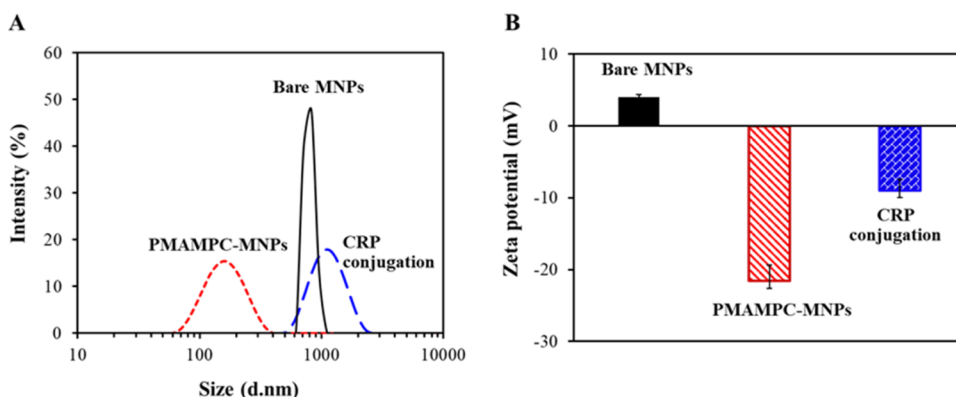 A
B
60
50
40
30
20
10
0
Intensity (%)
Bare MNPs
PMAMPC-MNPs
CRP
conjugation
10
100
1000
10000
Size (d.nm)
10
0
-10
-20
-30
Zeta potential (mV)
Bare MNPs
PMAMPC-MNPs
CRP
conjugation